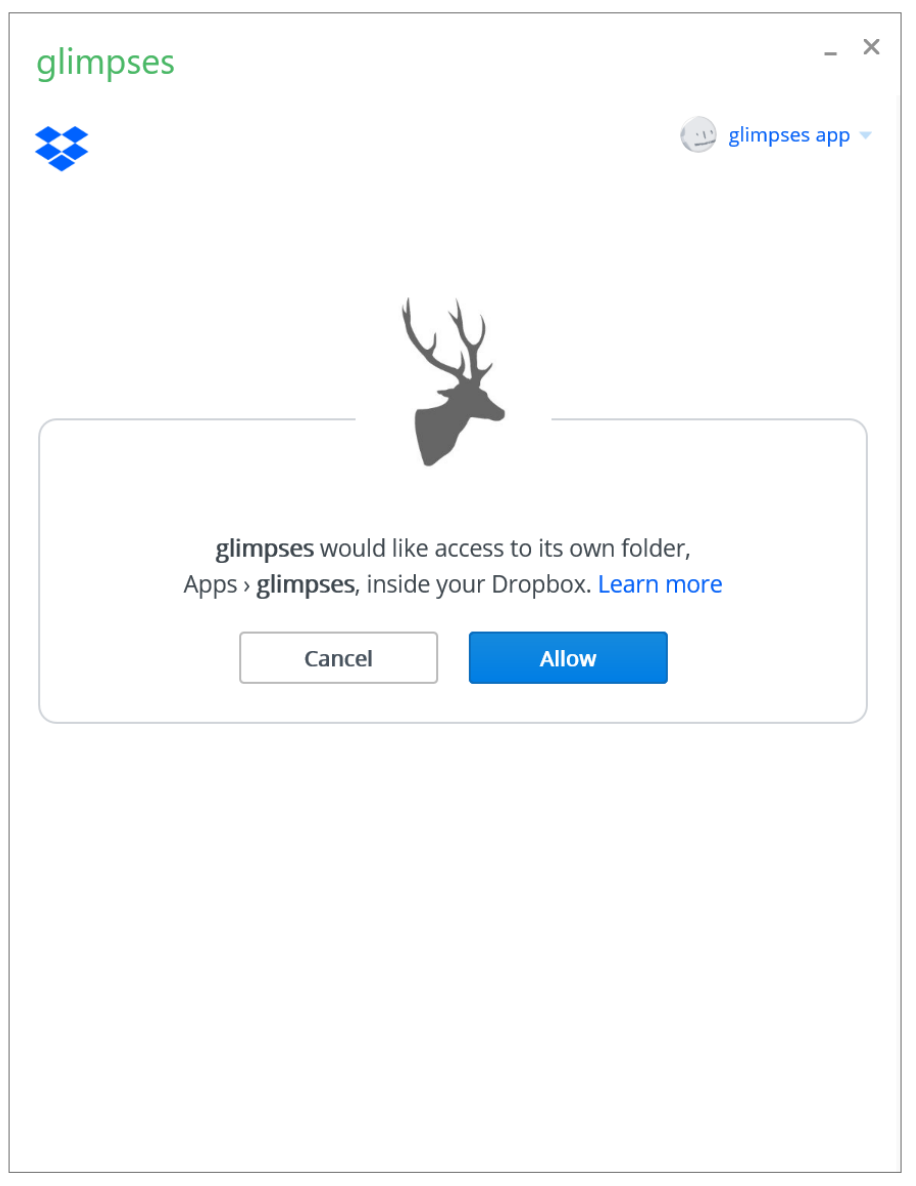 glimpses
glimpses app
glimpses would like access to its own folder,
Apps › glimpses, inside your Dropbox. Learn more
Cancel
Allow